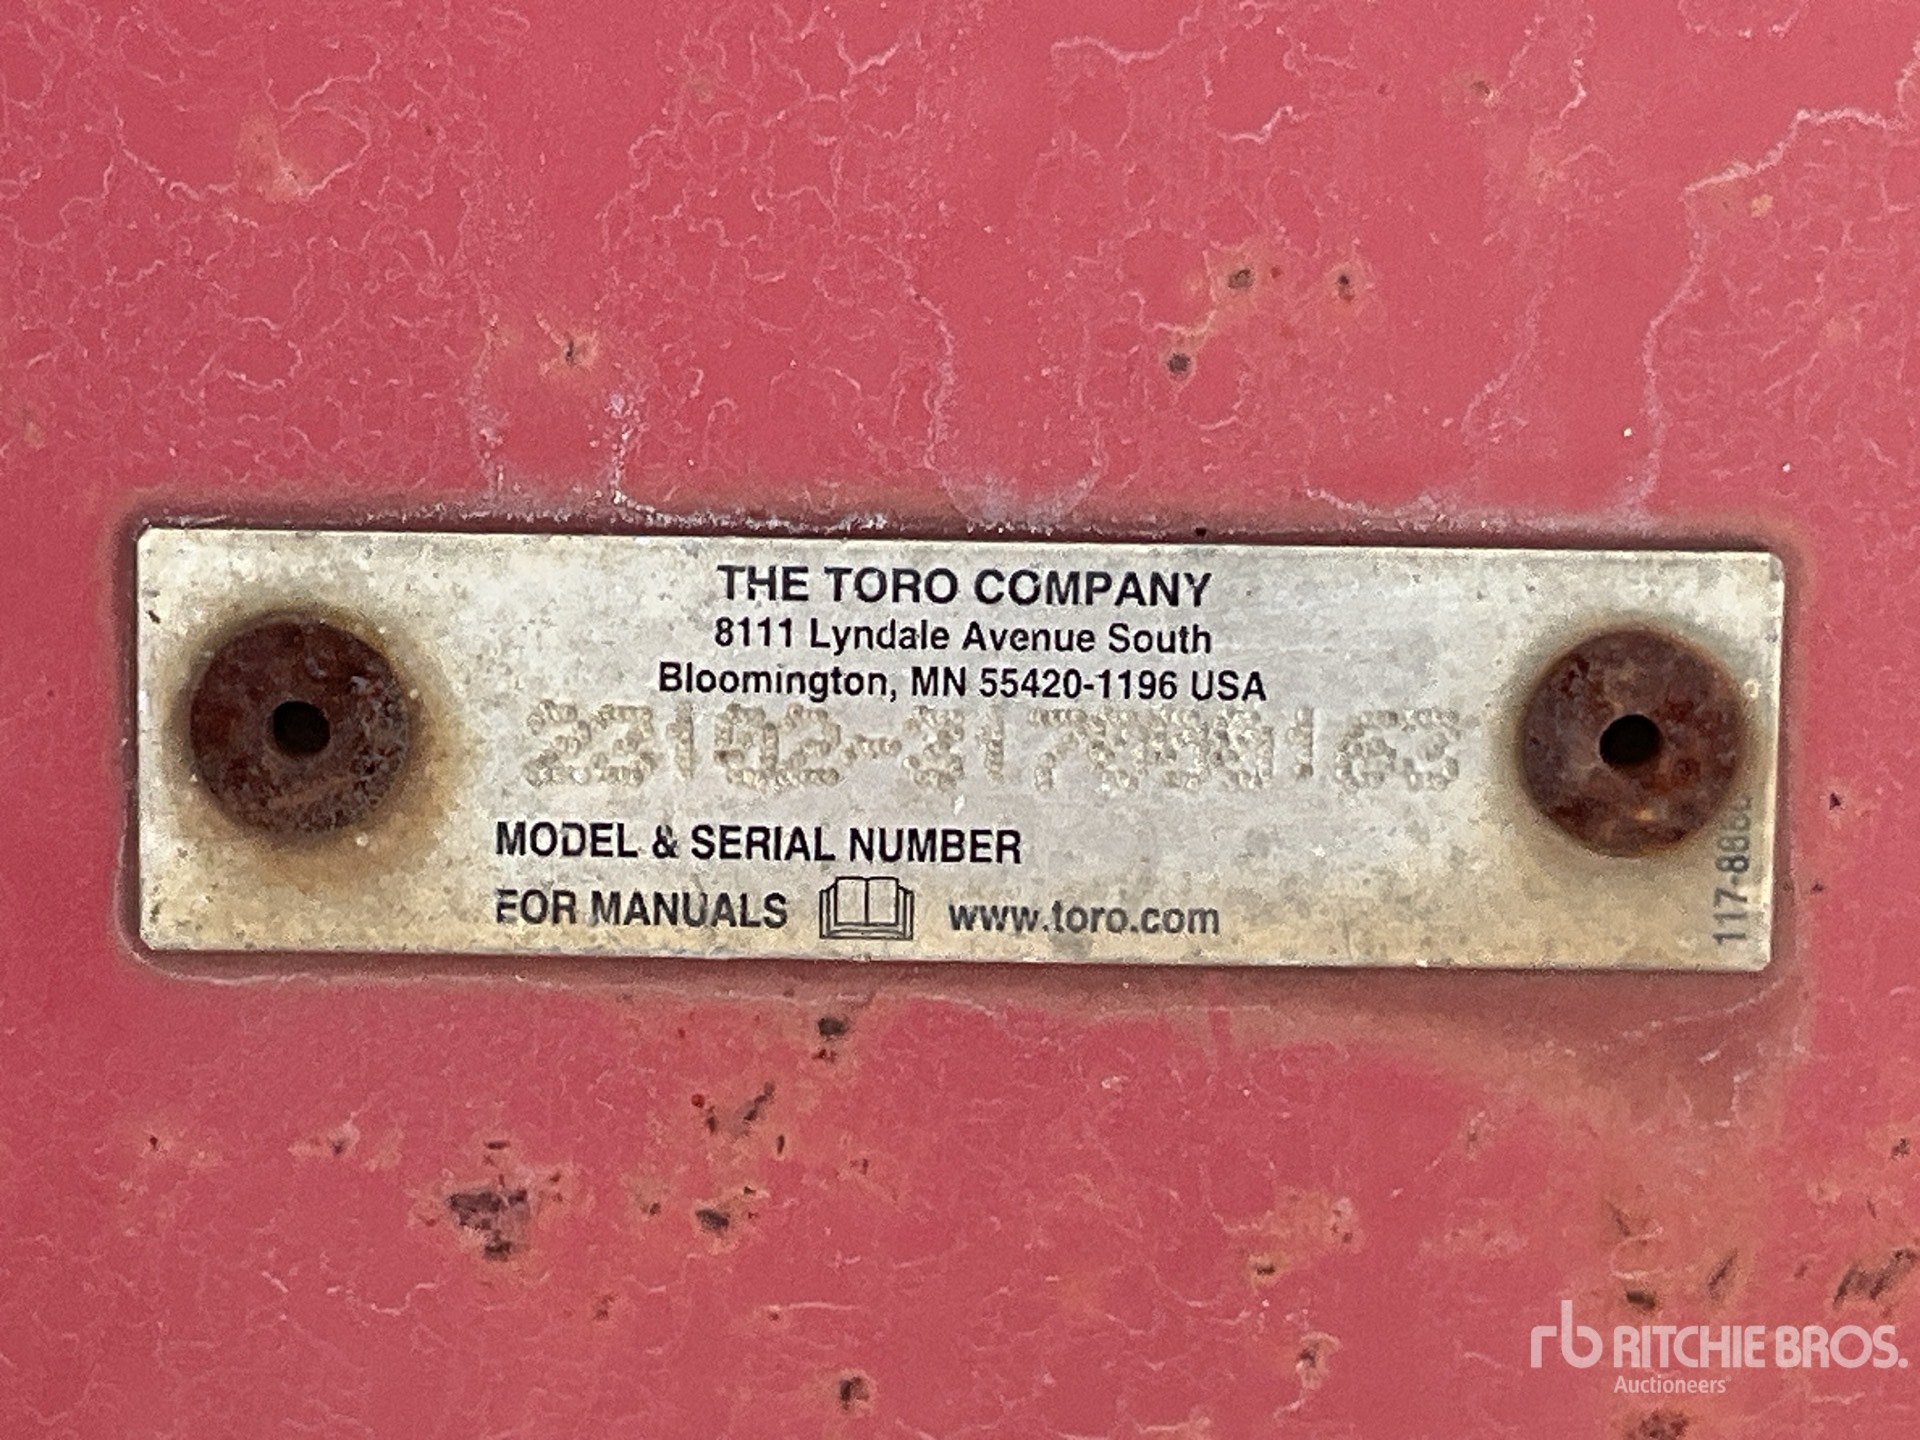 THE TORO COMPANY
8111 Lyndale Avenue South
Bloomington, MN 55420-1196 USA
MODEL & SERIAL NUMBER
FOR MANUALS www.toro.com
rb RITCHIE BROS.
Auctioneers